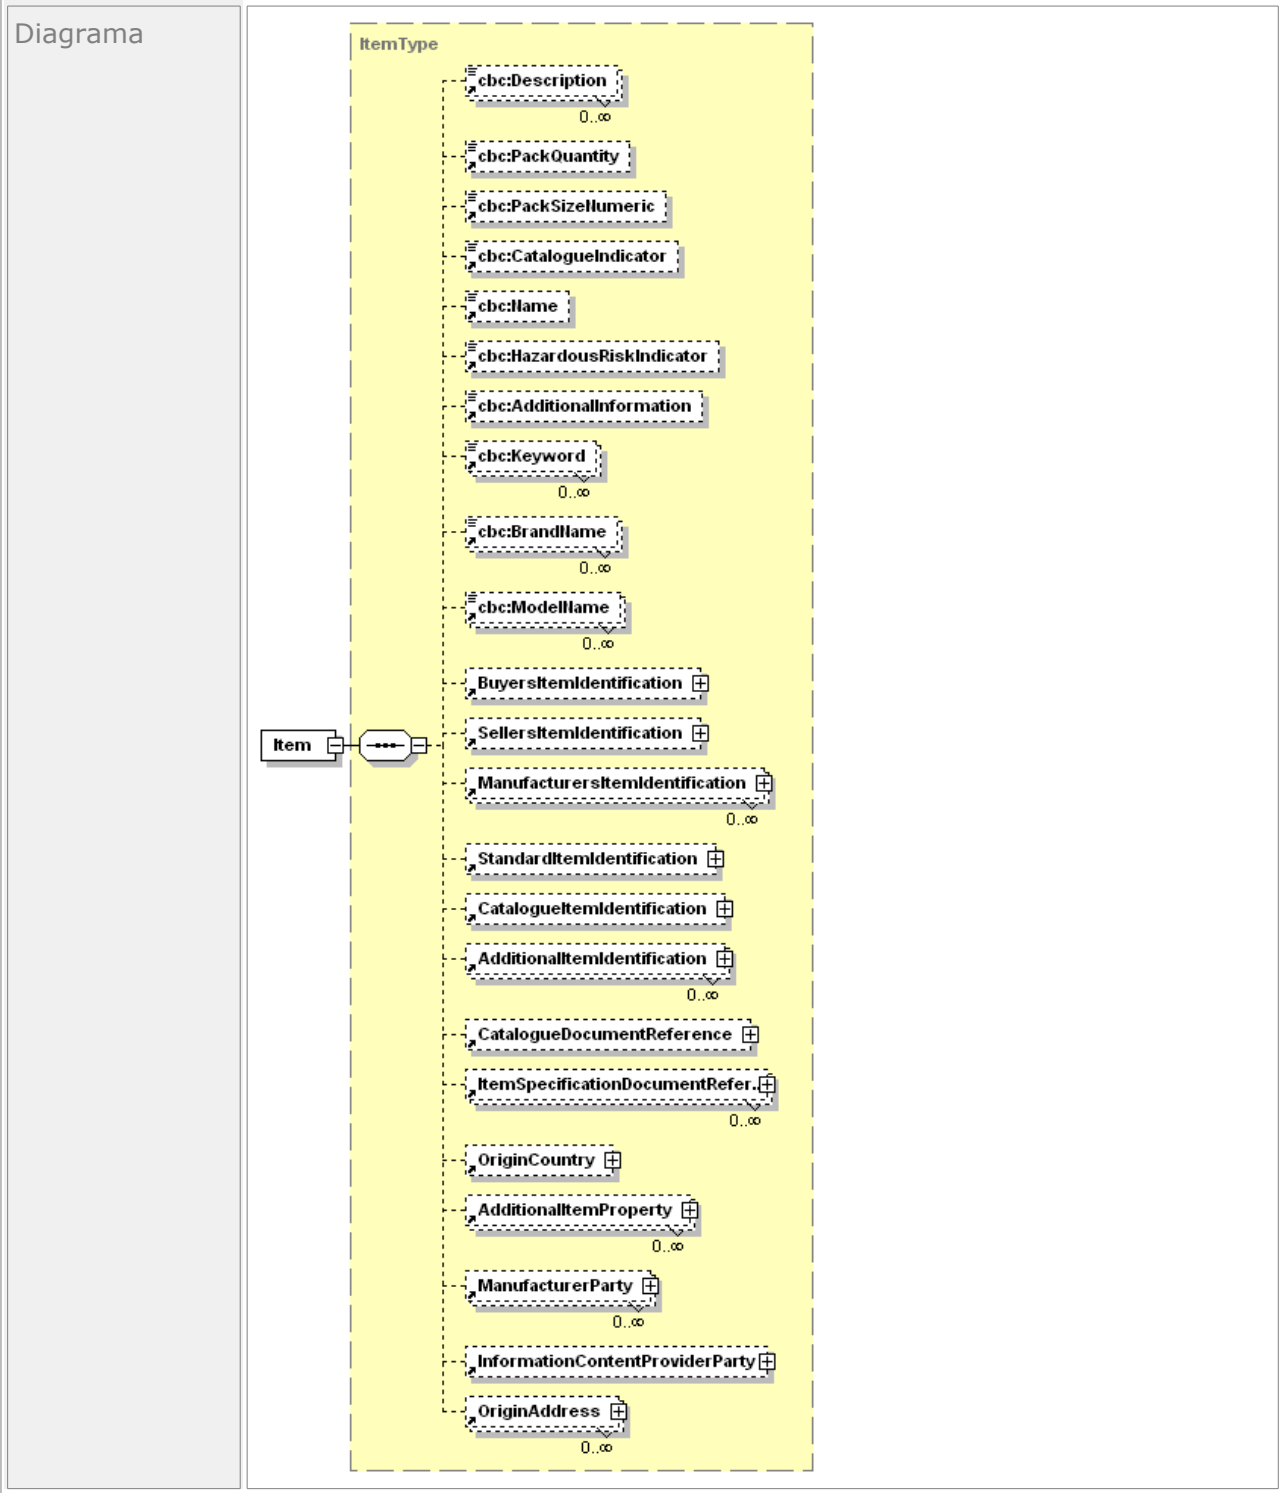 Diagrama
ItemType
cbc:Description
0..∞
cbc:PackQuantity
cbc:PackSizeNumeric
cbc:CatalogueIndicator
cbc:Name
cbc:HazardousRiskIndicator
cbc:AdditionalInformation
cbc:Keyword
0..∞
cbc:BrandName
0..∞
cbc:ModelName
0..∞
BuyersItemIdentification
SellersItemIdentification
Item
ManufacturersItemIdentification
0..∞
StandardItemIdentification
CatalogueItemIdentification
AdditionalItemIdentification
0..∞
CatalogueDocumentReference
ItemSpecificationDocumentRefer..
0..∞
OriginCountry
AdditionalItemProperty
0..∞
ManufacturerParty
0..∞
InformationContentProviderParty
OriginAddress
0..∞